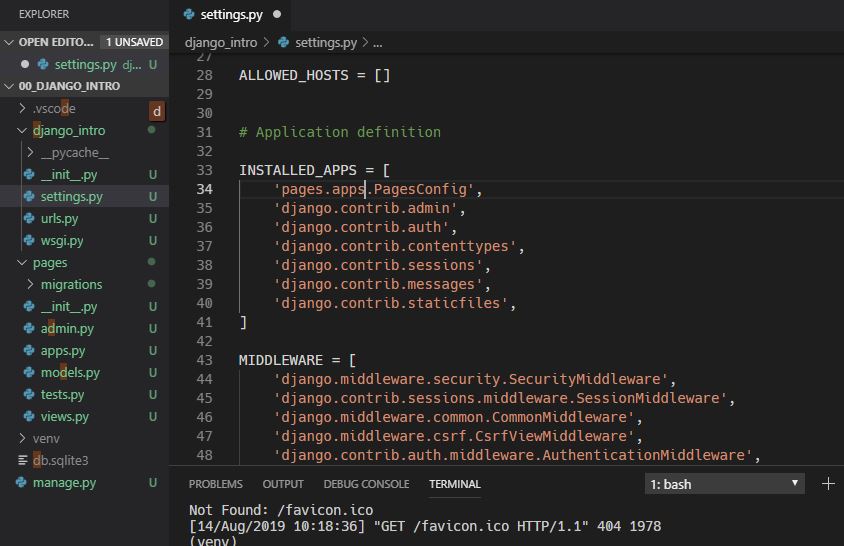 EXPLORER
OPEN EDITO... 1 UNSAVED
settings.py dj... U
00_DJANGO_INTRO
.vscode
d
django_intro
__pycache__
__init__.py U
settings.py U
urls.py U
wsgi.py U
pages
migrations
__init__.py U
admin.py U
apps.py U
models.py U
tests.py U
views.py U
venv
db.sqlite3
manage.py U
settings.py
django_intro > settings.py > ...
27
28 ALLOWED_HOSTS = []
29
30
31 # Application definition
32
33 INSTALLED_APPS = [
34 'pages.apps.PagesConfig',
35 'django.contrib.admin',
36 'django.contrib.auth',
37 'django.contrib.contenttypes',
38 'django.contrib.sessions',
39 'django.contrib.messages',
40 'django.contrib.staticfiles',
41 ]
42
43 MIDDLEWARE = [
44 'django.middleware.security.SecurityMiddleware',
45 'django.contrib.sessions.middleware.SessionMiddleware',
46 'django.middleware.common.CommonMiddleware',
47 'django.middleware.csrf.CsrfViewMiddleware',
48 'django.contrib.auth.middleware.AuthenticationMiddleware',
PROBLEMS OUTPUT DEBUG CONSOLE TERMINAL 1: bash
Not Found: /favicon.ico
[14/Aug/2019 10:18:36] "GET /favicon.ico HTTP/1.1" 404 1978
(venv)